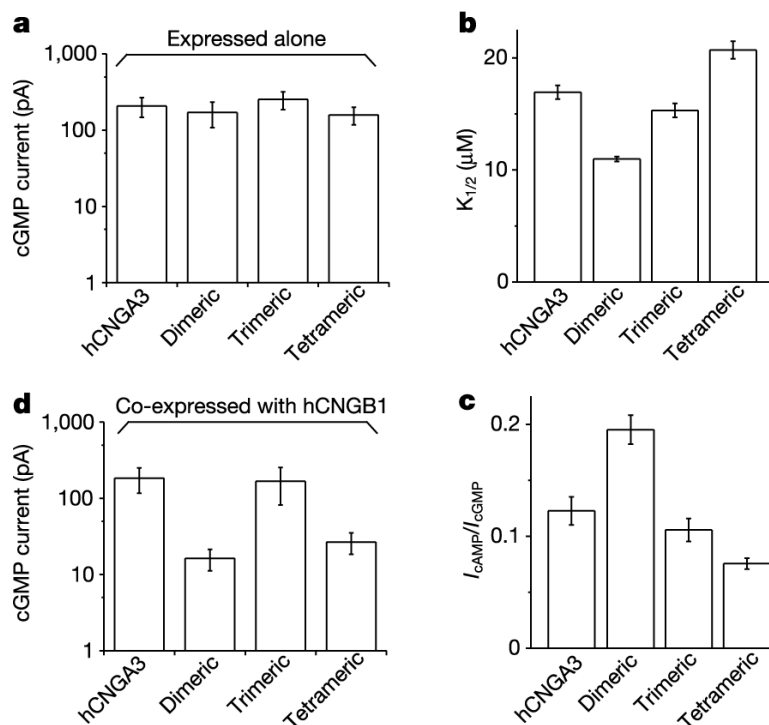 a
Expressed alone
cGMP current (pA)
1,000
100
10
1
hCNGA3
Dimeric
Trimeric
Tetrameric
b
K1/2 (μM)
20
10
0
hCNGA3
Dimeric
Trimeric
Tetrameric
d
Co-expressed with hCNGB1
cGMP current (pA)
1,000
100
10
1
hCNGA3
Dimeric
Trimeric
Tetrameric
c
IcAMP/IcGMP
0.2
0.1
0
hCNGA3
Dimeric
Trimeric
Tetrameric